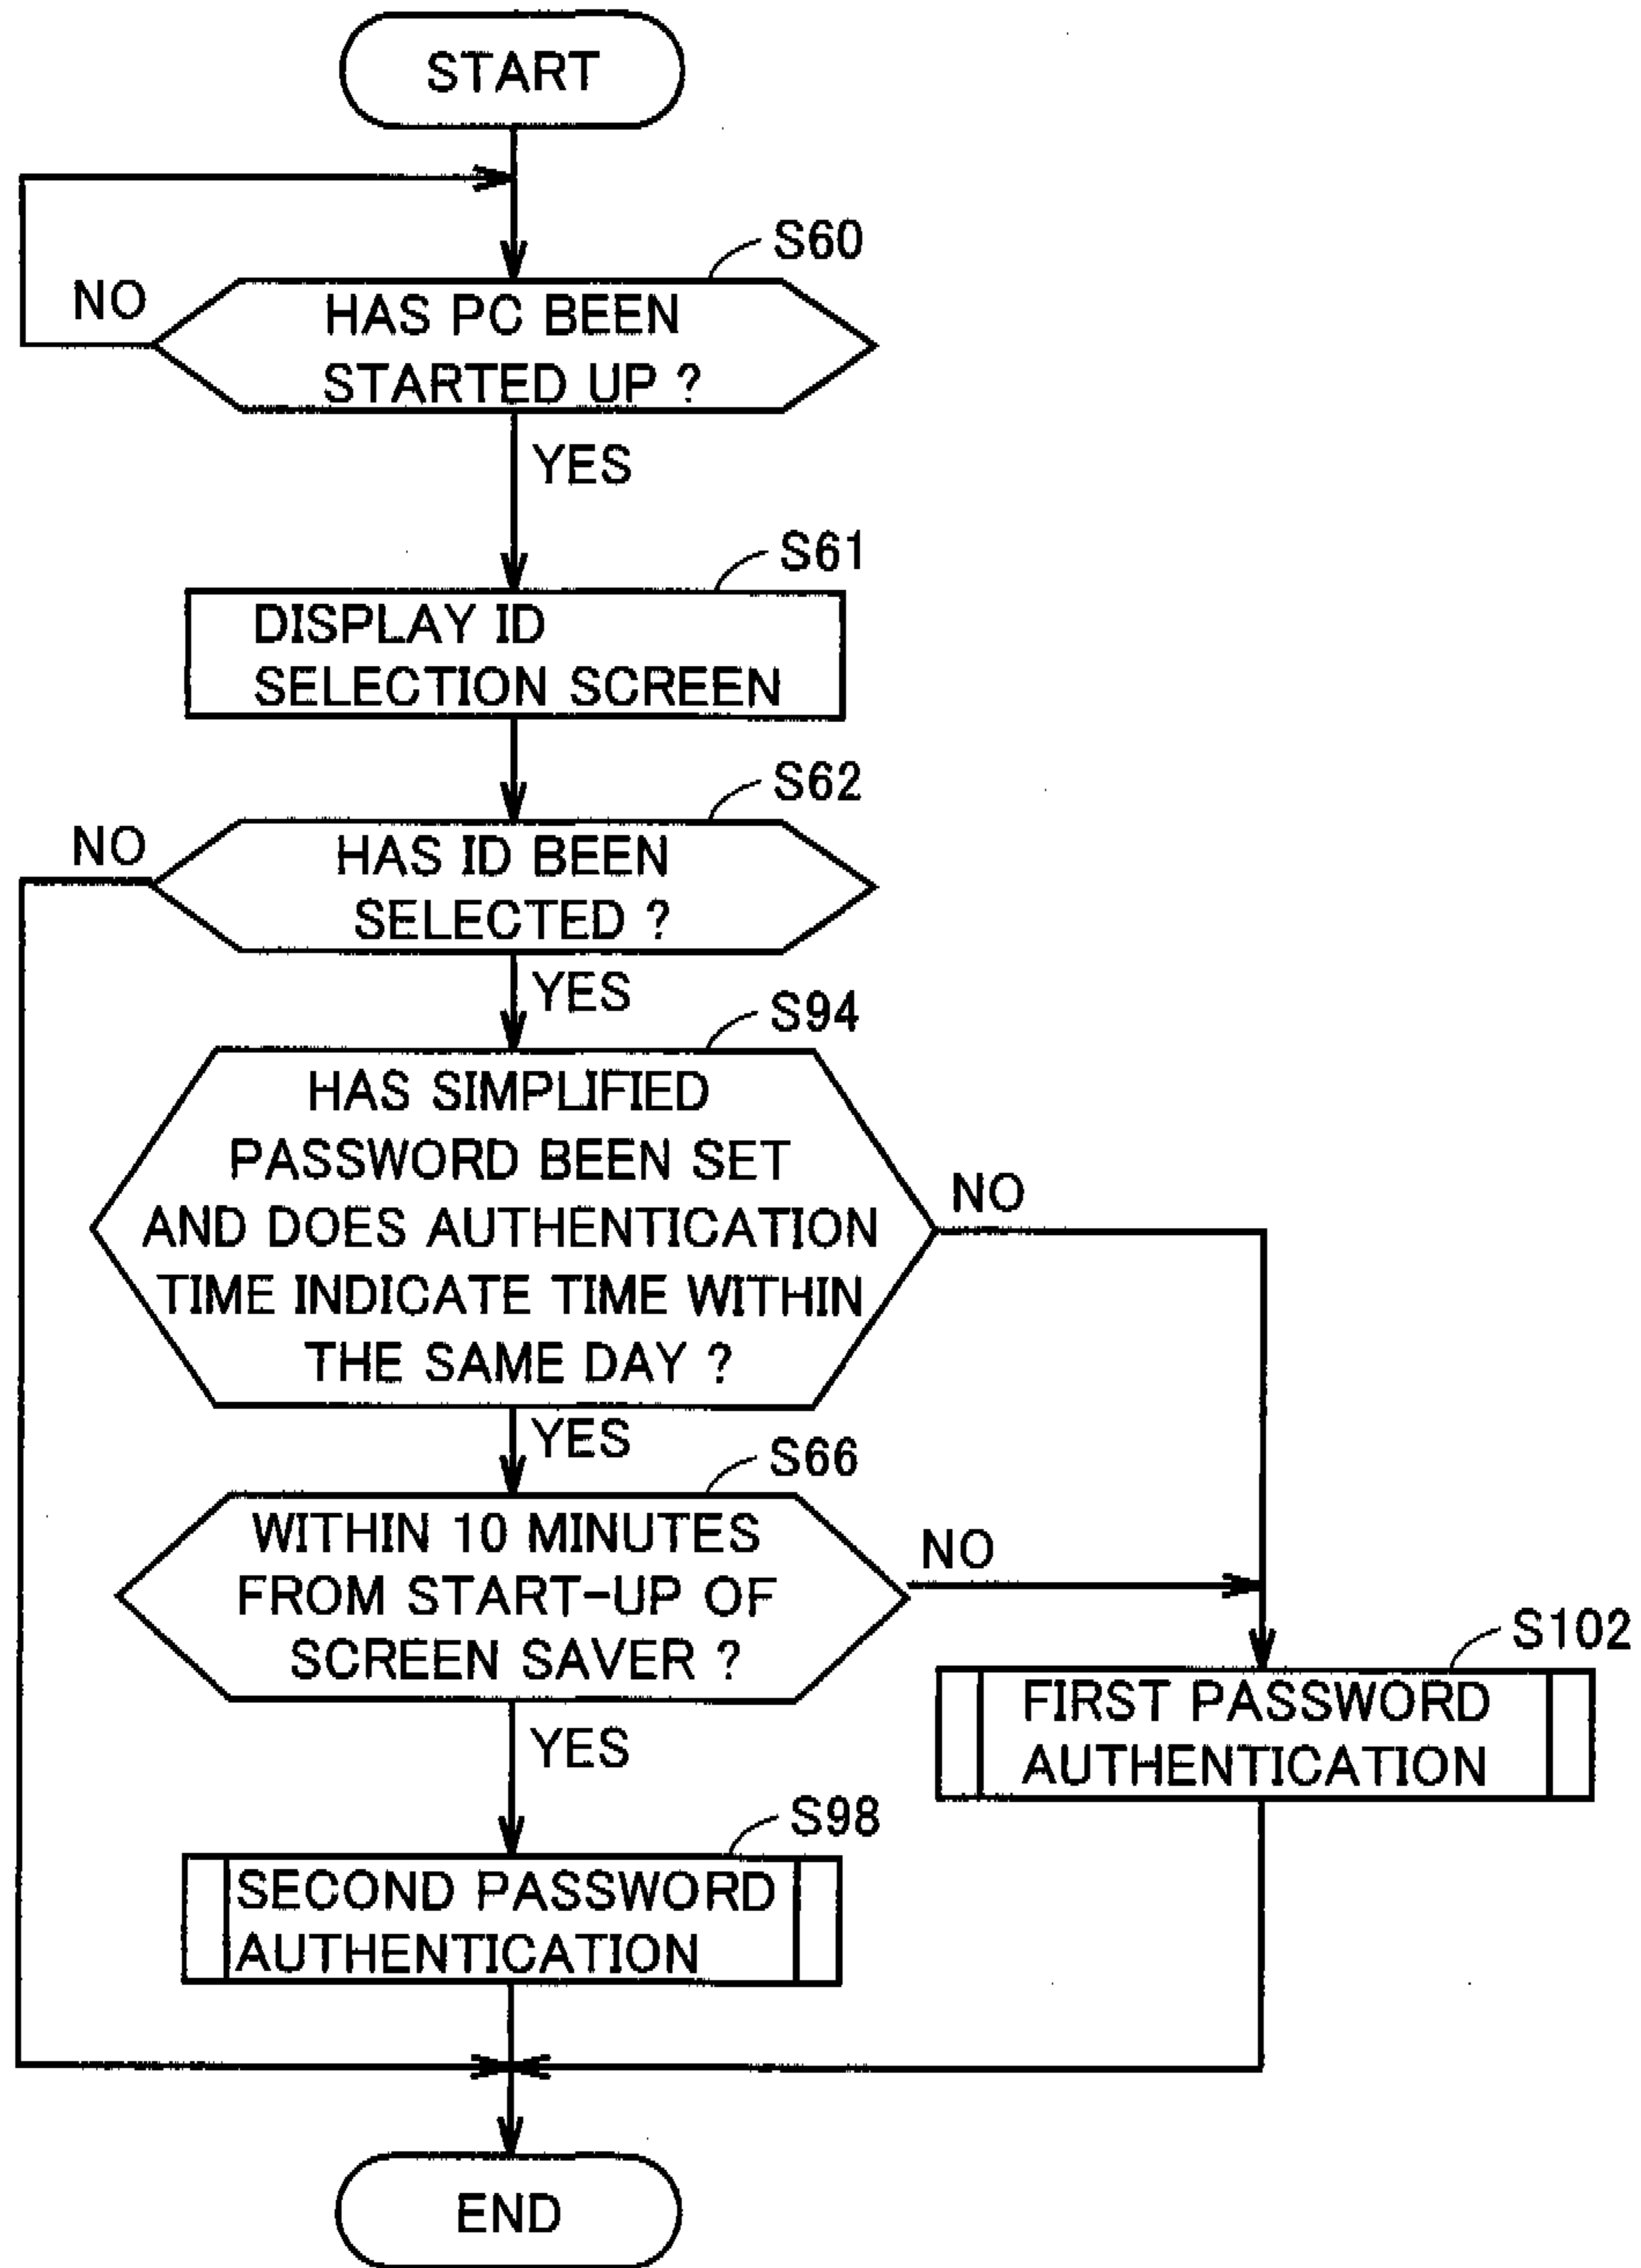 START
S60
NO
HAS PC BEEN
STARTED UP ?
YES
S61
DISPLAY ID
SELECTION SCREEN
S62
NO
HAS ID BEEN
SELECTED ?
YES
S94
HAS SIMPLIFIED
PASSWORD BEEN SET
AND DOES AUTHENTICATION
TIME INDICATE TIME WITHIN
THE SAME DAY ?
NO
YES
S66
WITHIN 10 MINUTES
FROM START-UP OF
SCREEN SAVER ?
NO
S102
FIRST PASSWORD
AUTHENTICATION
YES
S98
SECOND PASSWORD
AUTHENTICATION
END